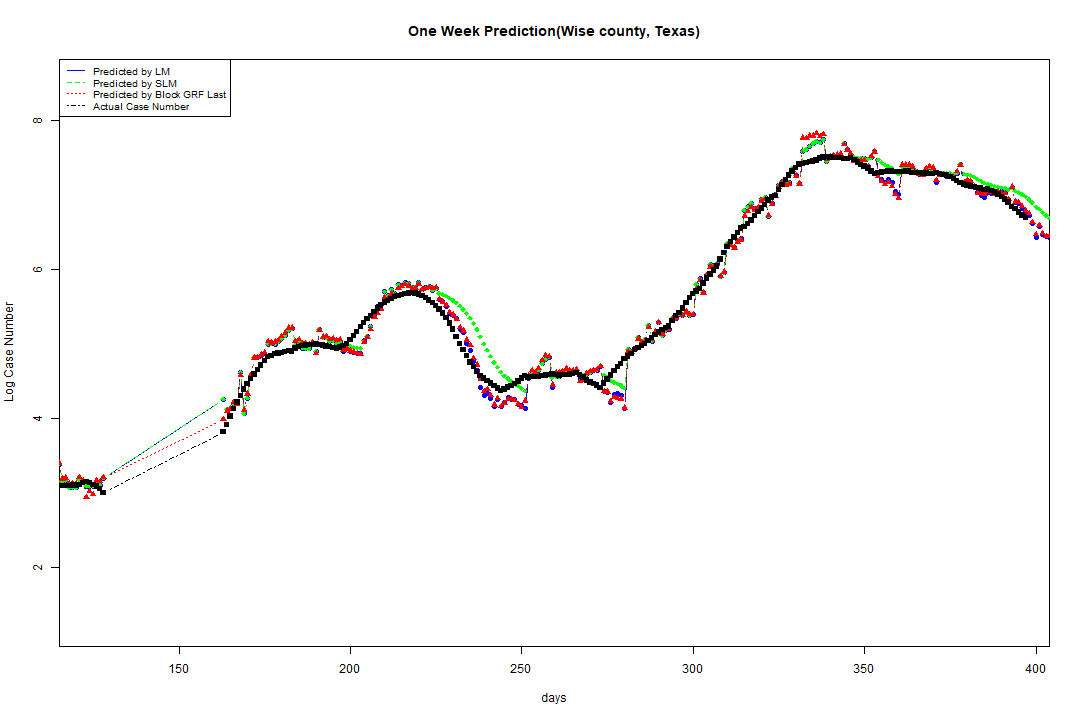 One Week Prediction(Wise county, Texas)
Predicted by LM
Predicted by SLM
Predicted by Block GRF Last
Actual Case Number
8
6
4
2
Log Case Number
150 200 250 300 350 400
days